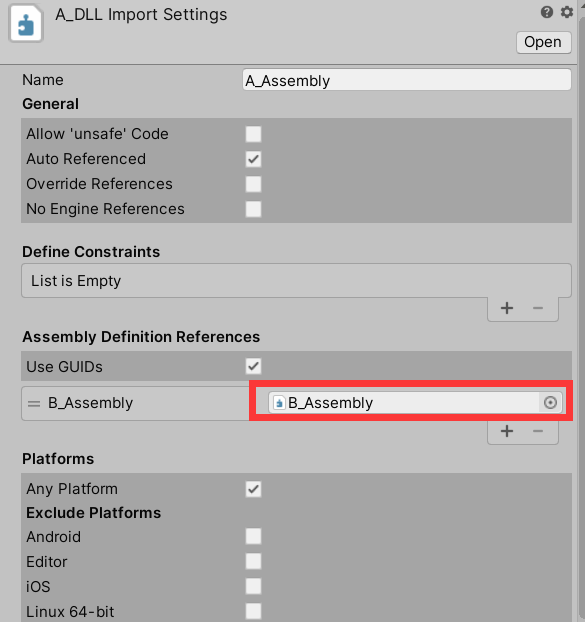 A_DLL Import Settings
Open
Name A_Assembly
General
Allow 'unsafe' Code
Auto Referenced
Override References
No Engine References
Define Constraints
List is Empty
Assembly Definition References
Use GUIDs
B_Assembly B_Assembly
Platforms
Any Platform
Exclude Platforms
Android
Editor
iOS
Linux 64-bit